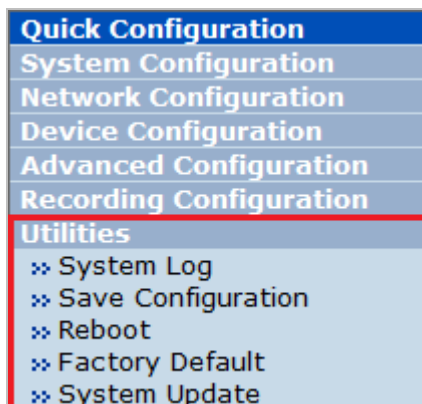 Quick Configuration
System Configuration
Network Configuration
Device Configuration
Advanced Configuration
Recording Configuration
Utilities
» System Log
» Save Configuration
» Reboot
» Factory Default
» System Update